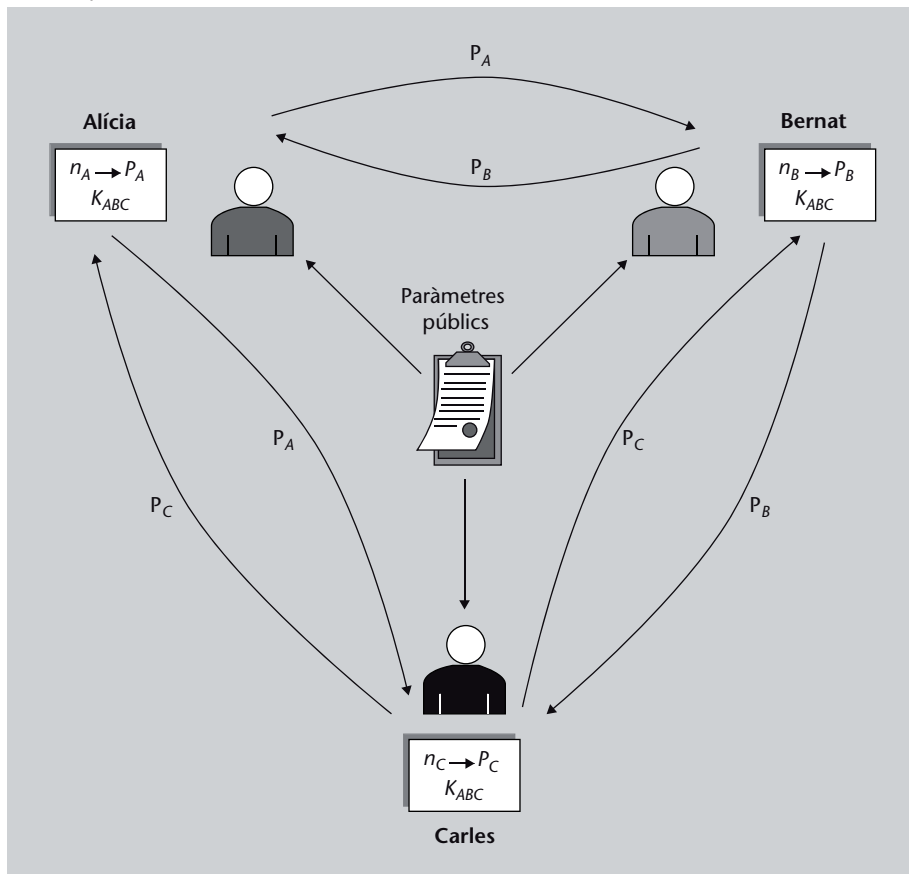 P_A
Alícia
Bernat
n_A → P_A
K_ABC
P_B
n_B → P_B
K_ABC
Paràmetres
públics
P_A
P_C
P_C
P_B
n_C → P_C
K_ABC
Carles